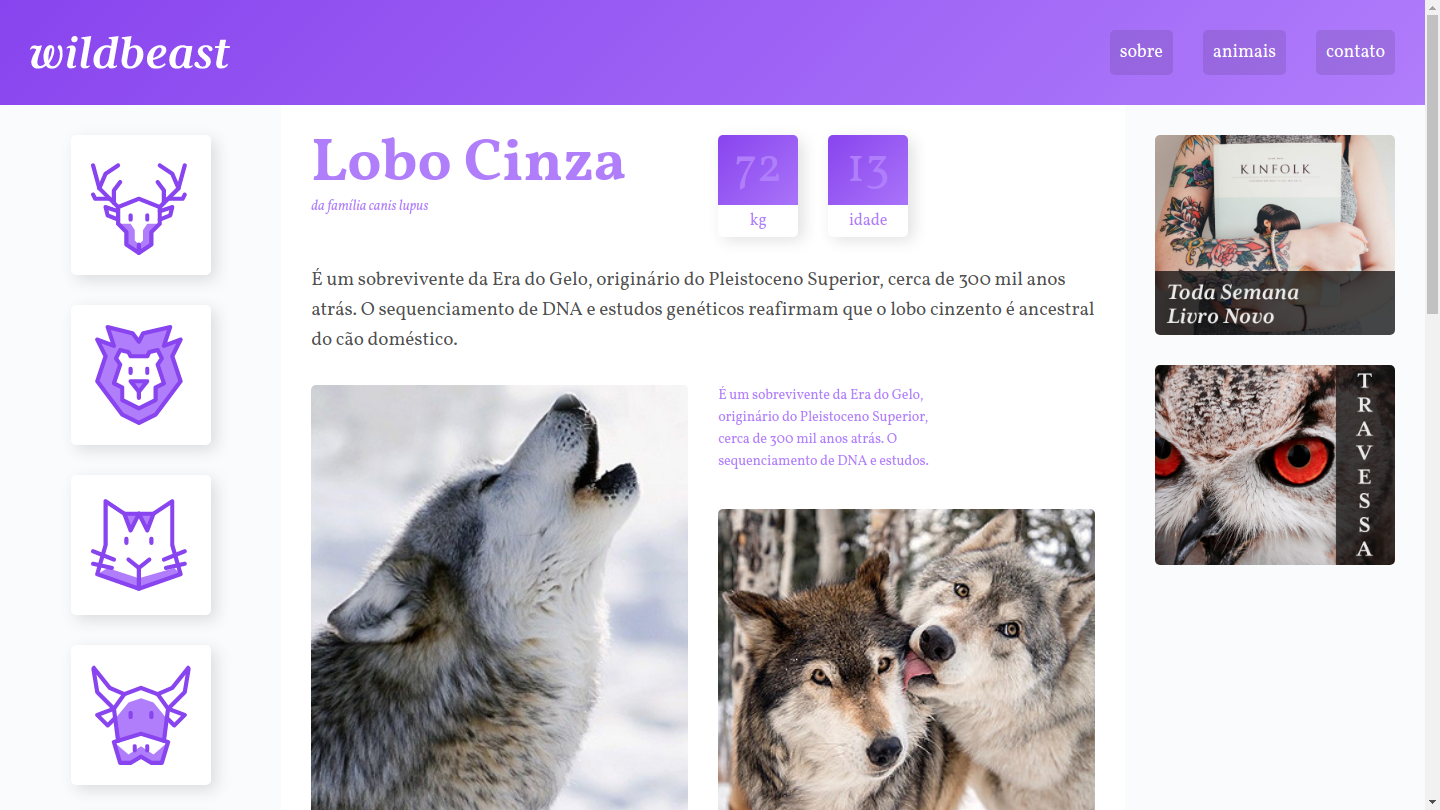 wildbeast
sobre
animais
contato
Lobo Cinza
da família canis lupus
72
kg
13
idade
É um sobrevivente da Era do Gelo, originário do Pleistoceno Superior, cerca de 300 mil anos
atrás. O sequenciamento de DNA e estudos genéticos reafirmam que o lobo cinzento é ancestral
do cão doméstico.
É um sobrevivente da Era do Gelo,
originário do Pleistoceno Superior,
cerca de 300 mil anos atrás. O
sequenciamento de DNA e estudos.
KINFOLK
Toda Semana
Livro Novo
TRAVESSA